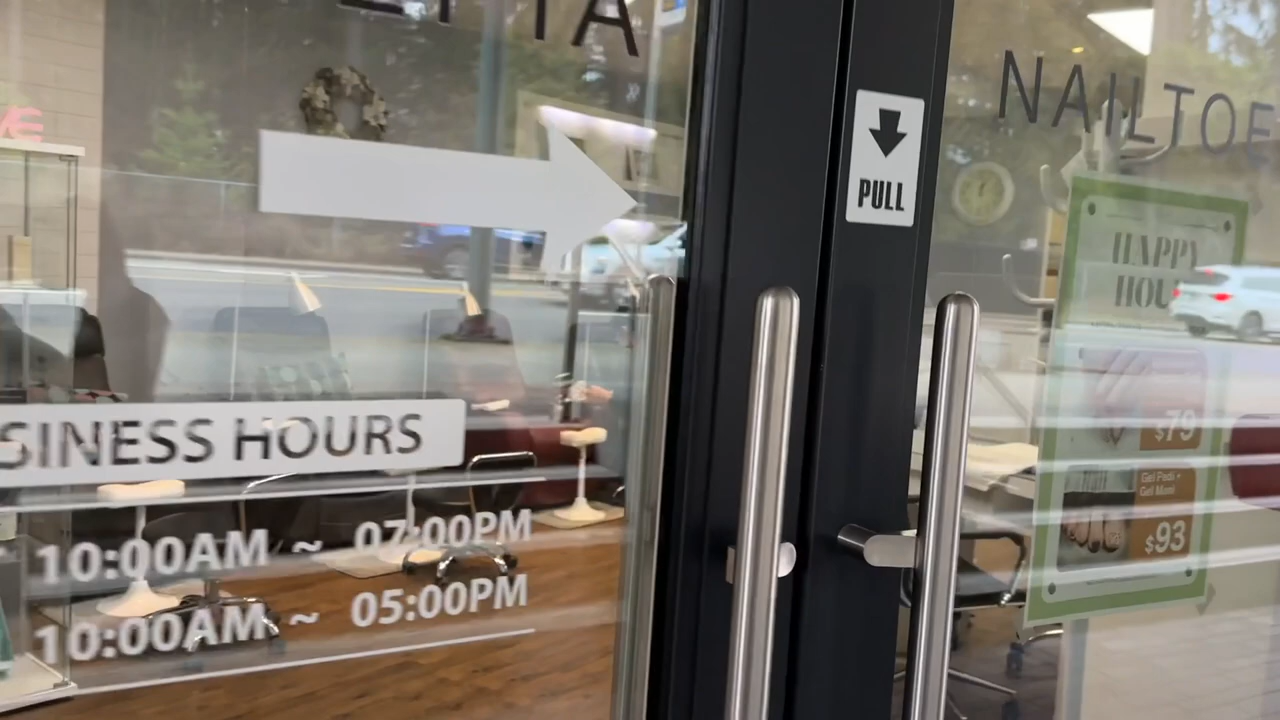 PULL
NAILTOE
HAPPY
$79
Gel Pedi +
Gel Mani
$93
SINESS HOURS
10:00AM ~ 07:00PM
10:00AM ~ 05:00PM